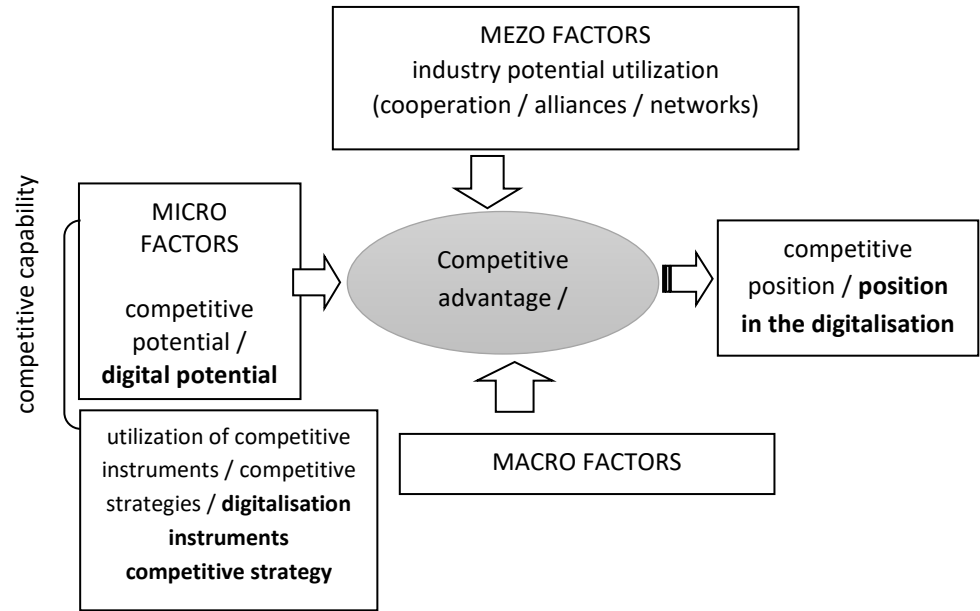 MEZO FACTORS
industry potential utilization
(cooperation / alliances / networks)
competitive capability
MICRO
FACTORS
competitive
potential /
digital potential
Competitive
advantage /
competitive
position / position
in the digitalisation
utilization of competitive
instruments / competitive
strategies / digitalisation
instruments
competitive strategy
MACRO FACTORS